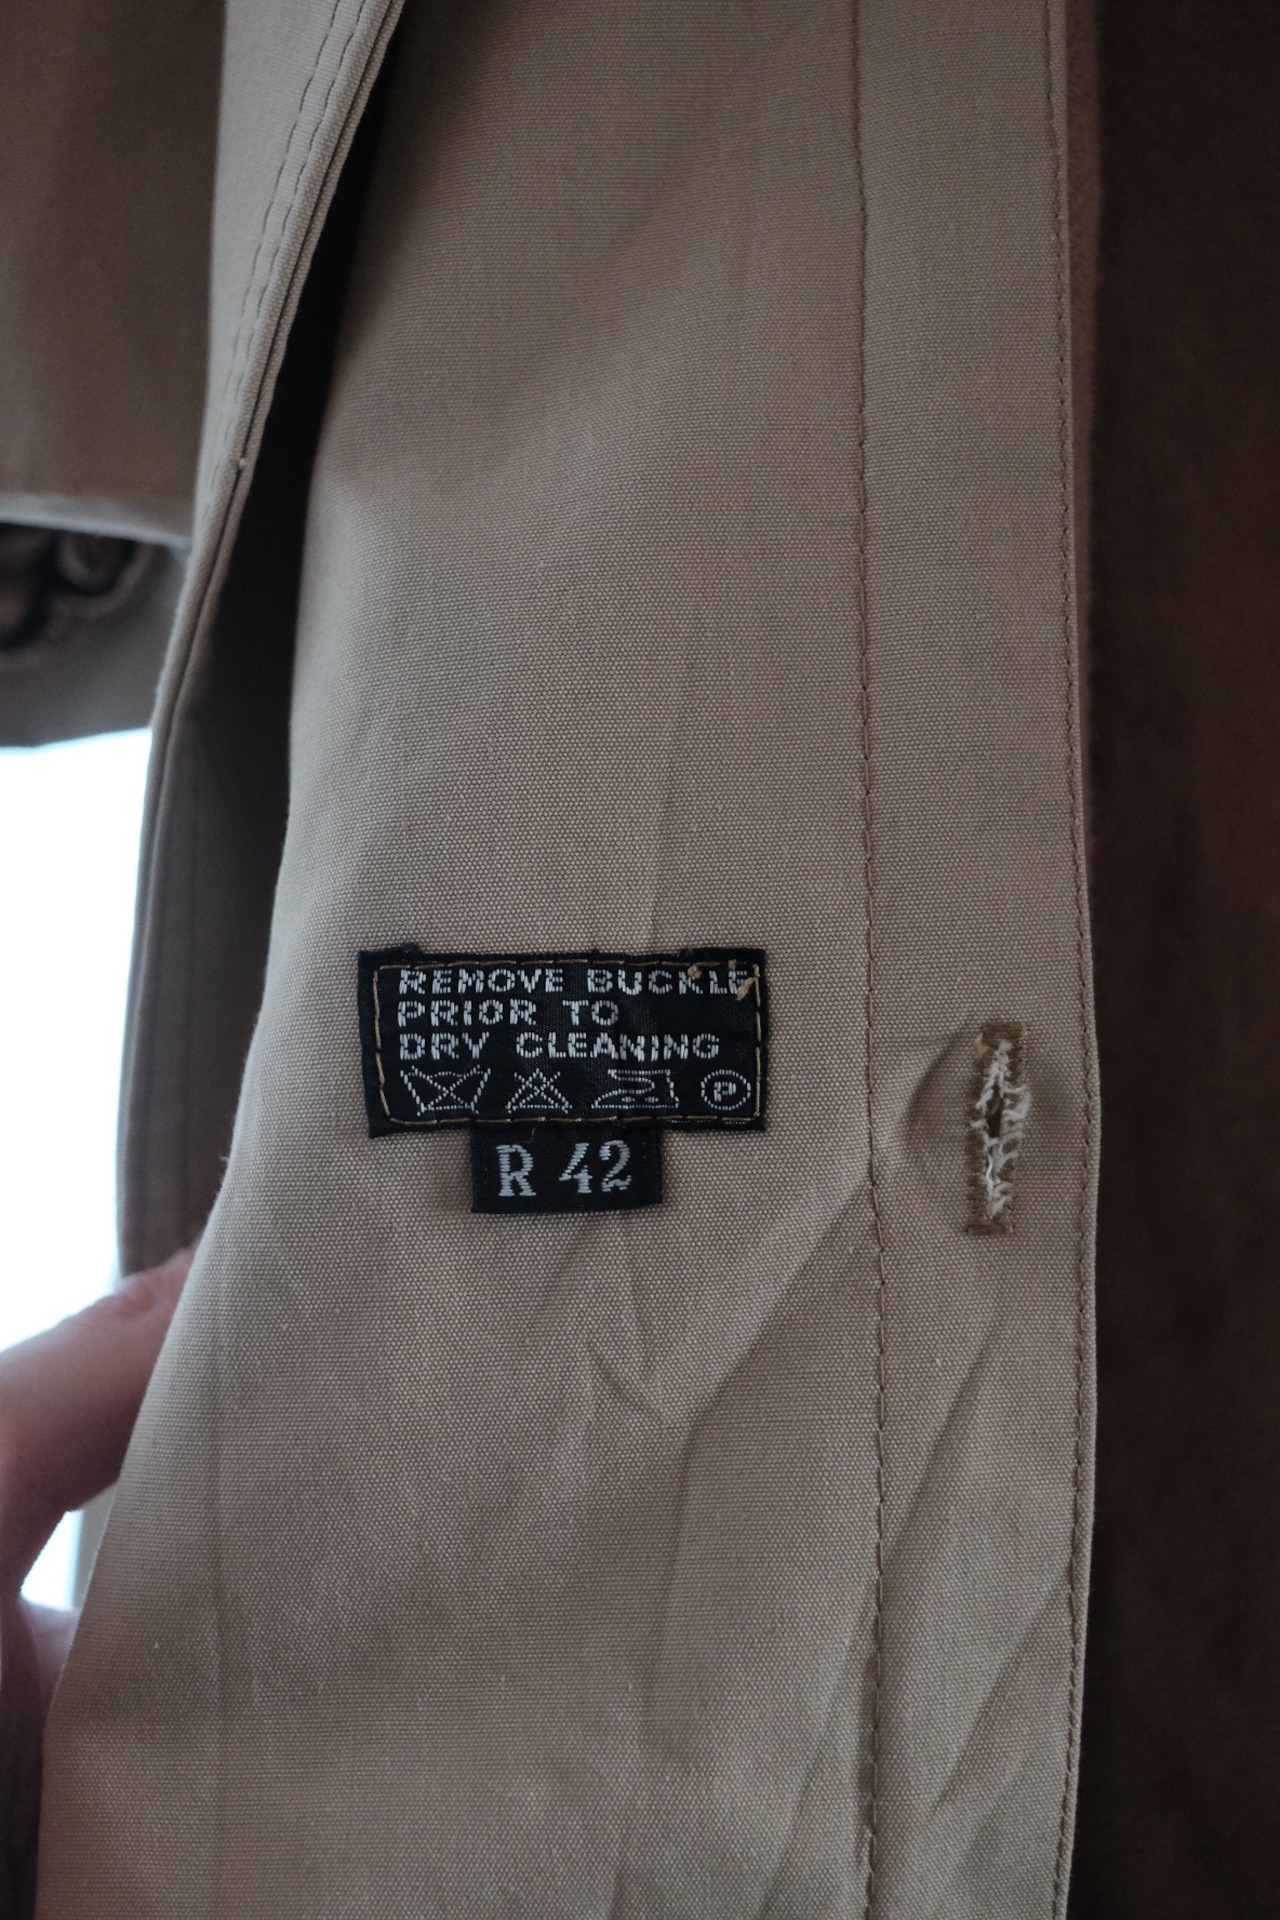 REMOVE BUCKLE
PRIOR TO
DRY CLEANING
P
R 42